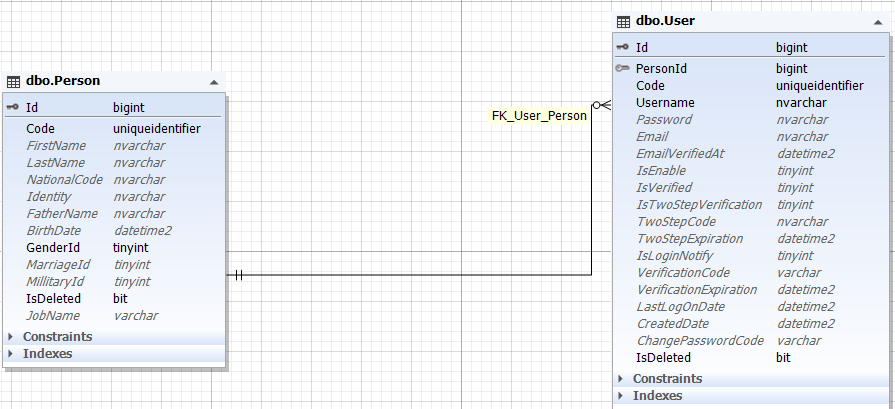 dbo.Person
Id bigint
Code uniqueidentifier
FirstName nvarchar
LastName nvarchar
NationalCode nvarchar
Identity nvarchar
FatherName nvarchar
BirthDate datetime2
GenderId tinyint
MarriageId tinyint
MillitaryId tinyint
IsDeleted bit
JobName varchar
Constraints
Indexes
FK_User_Person
dbo.User
Id bigint
PersonId bigint
Code uniqueidentifier
Username nvarchar
Password nvarchar
Email nvarchar
EmailVerifiedAt datetime2
IsEnable tinyint
IsVerified tinyint
IsTwoStepVerification tinyint
TwoStepCode nvarchar
TwoStepExpiration datetime2
IsLoginNotify tinyint
VerificationCode varchar
VerificationExpiration datetime2
LastLogOnDate datetime2
CreatedDate datetime2
ChangePasswordCode varchar
IsDeleted bit
Constraints
Indexes